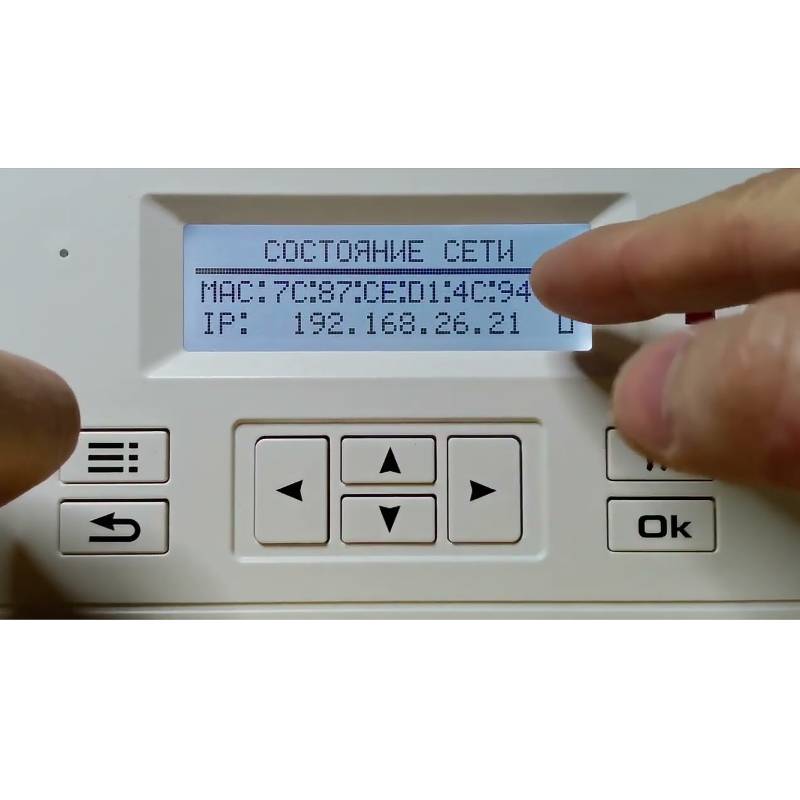 СОСТОЯНИЕ СЕТИ
MAC:7C:87:CE:D1:4C:94
IP: 192.168.26.21
Ok